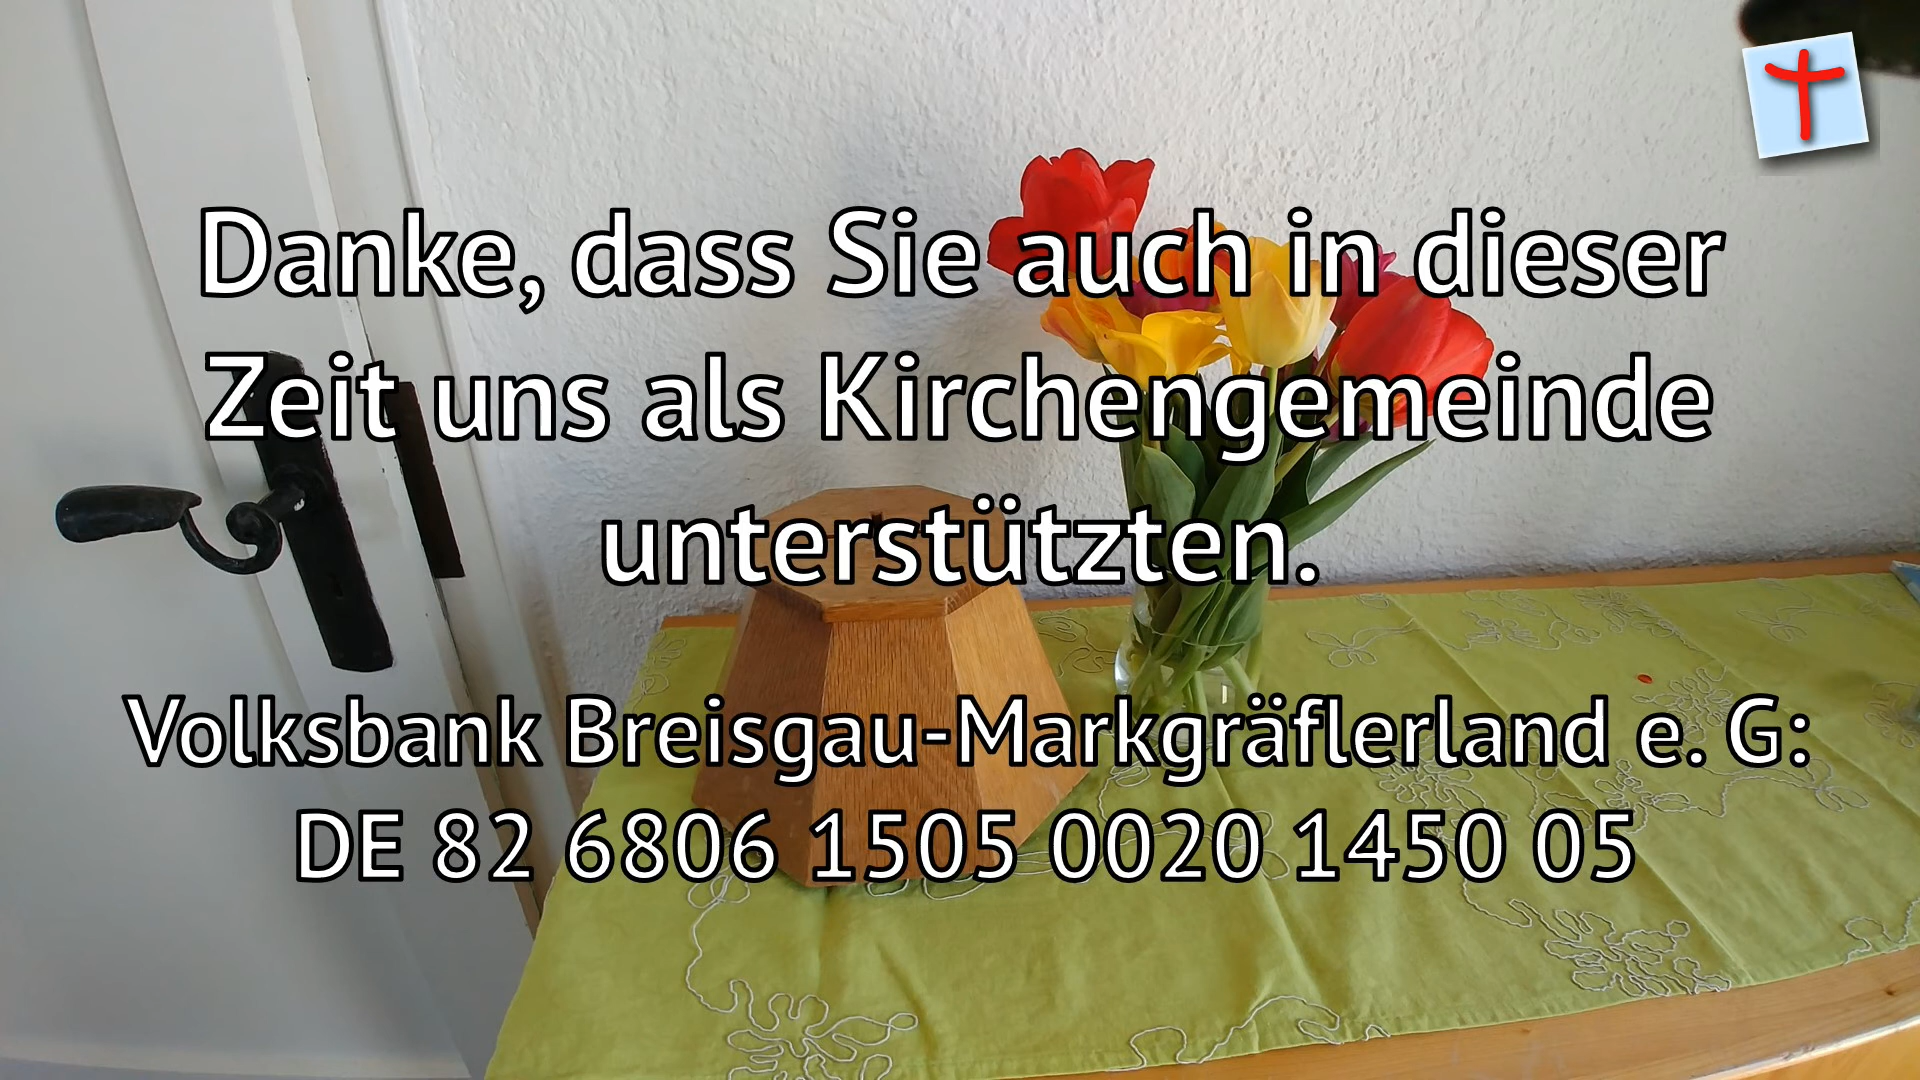 Danke, dass Sie auch in dieser
Zeit uns als Kirchengemeinde
unterstützten.
Volksbank Breisgau-Markgräflerland e. G:
DE 82 6806 1505 0020 1450 05